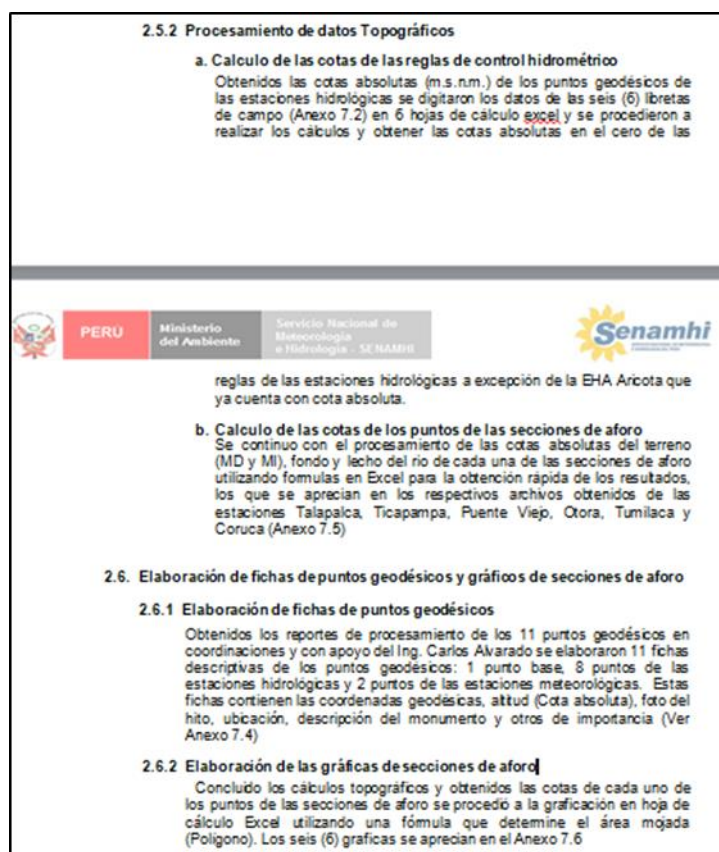 2.5.2 Procesamiento de datos Topográficos
a. Calculo de las cotas de las reglas de control hidrométrico
Obtenidos las cotas absolutas (m.s.n.m.) de los puntos geodésicos de
las estaciones hidrológicas se digitaron los datos de las seis (6) libretas
de campo (Anexo 7.2) en 6 hojas de cálculo excel y se procedieron a
realizar los cálculos y obtener las cotas absolutas en el cero de las
PERÚ
Ministerio
del Ambiente
Servicio Nacional de
Meteorología
e Hidrología - SENAMHI
Senamhi
reglas de las estaciones hidrológicas a excepción de la EHA Aricota que
ya cuenta con cota absoluta.
b. Calculo de las cotas de los puntos de las secciones de aforo
Se continuo con el procesamiento de las cotas absolutas del terreno
(MD y MI), fondo y lecho del rio de cada una de las secciones de aforo
utilizando formulas en Excel para la obtención rápida de los resultados,
los que se aprecian en los respectivos archivos obtenidos de las
estaciones Talapalca, Ticapampa, Puente Viejo, Otora, Tumilaca y
Coruca (Anexo 7.5)
2.6. Elaboración de fichas de puntos geodésicos y gráficos de secciones de aforo
2.6.1 Elaboración de fichas de puntos geodésicos
Obtenidos los reportes de procesamiento de los 11 puntos geodésicos en
coordinaciones y con apoyo del Ing. Carlos Alvarado se elaboraron 11 fichas
descriptivas de los puntos geodésicos: 1 punto base, 8 puntos de las
estaciones hidrológicas y 2 puntos de las estaciones meteorológicas. Estas
fichas contienen las coordenadas geodésicas, altitud (Cota absoluta), foto del
hito, ubicación, descripción del monumento y otros de importancia (Ver
Anexo 7.4)
2.6.2 Elaboración de las gráficas de secciones de aforo
Concluido los cálculos topográficos y obtenidos las cotas de cada uno de
los puntos de las secciones de aforo se procedió a la graficación en hoja de
cálculo Excel utilizando una fórmula que determine el área mojada
(Poligono). Los seis (6) graficas se aprecian en el Anexo 7.6